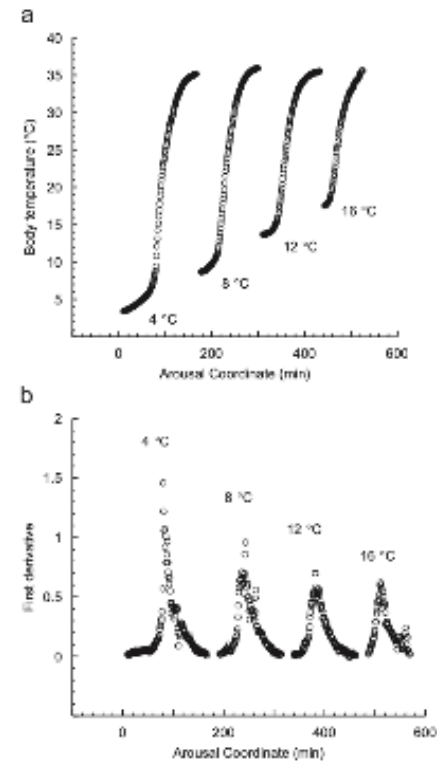 a
40
35
30
25
20
15
10
5
Body temperature (°C)
4 °C
8 °C
12 °C
16 °C
0 200 400 600
Arousal Coordinate (min)
b
2
1.5
1
0.5
0
First derivative
4 °C
8 °C
12 °C
16 °C
0 200 400 600
Arousal Coordinate (min)